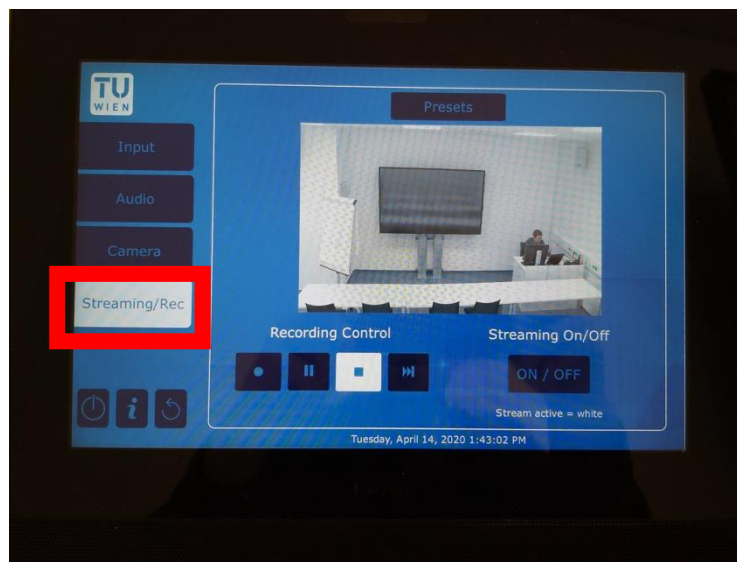 TU
WIEN
Presets
Input
Audio
Camera
Streaming/Rec
Recording Control
Streaming On/Off
ON / OFF
Stream active = white
Tuesday, April 14, 2020 1:43:02 PM